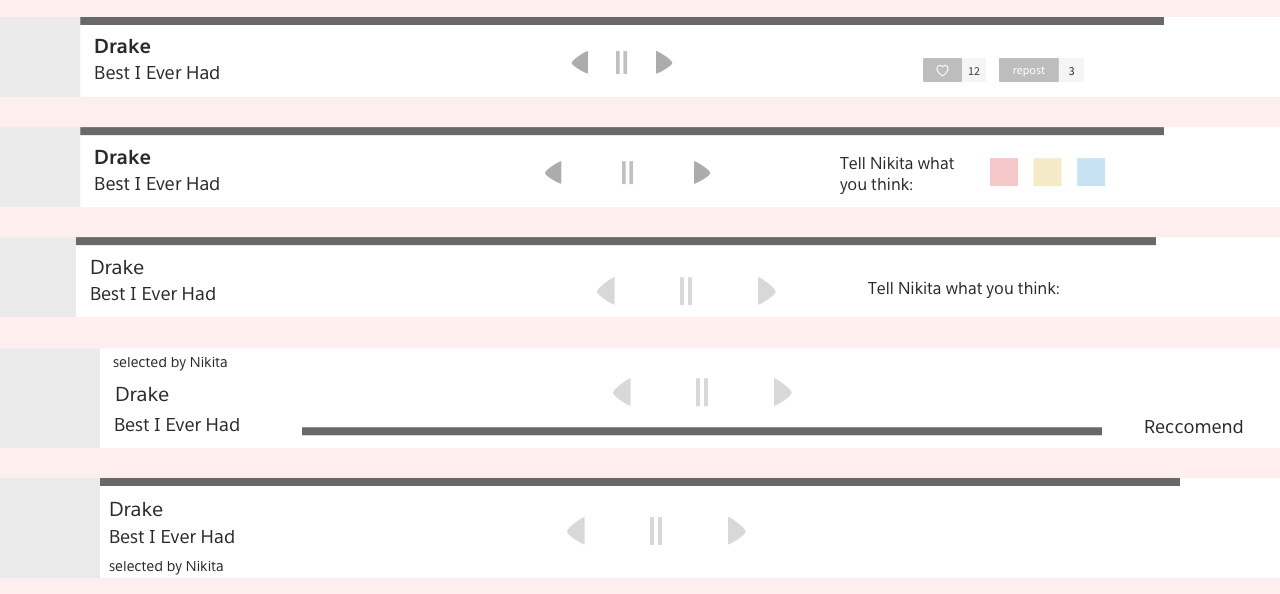 Drake
Best I Ever Had
12
repost
3
Drake
Best I Ever Had
Tell Nikita what
you think:
Drake
Best I Ever Had
Tell Nikita what you think:
selected by Nikita
Drake
Best I Ever Had
Reccomend
Drake
Best I Ever Had
selected by Nikita